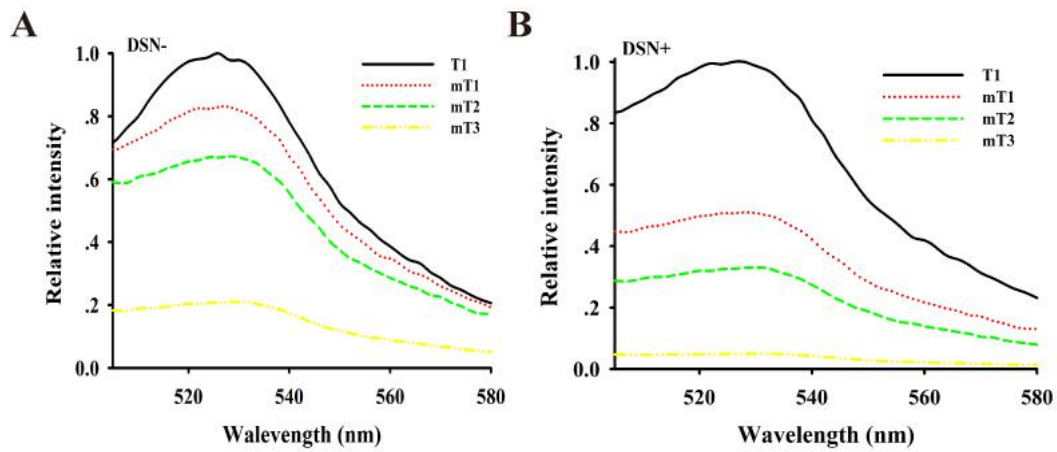 A
DSN-
T1
mT1
mT2
mT3
1.0
.8
.6
.4
.2
0.0
Relative intensity
520
540
560
580
Walevength (nm)
B
DSN+
T1
mT1
mT2
mT3
1.0
.8
.6
.4
.2
0.0
Relative intensity
520
540
560
580
Wavelength (nm)